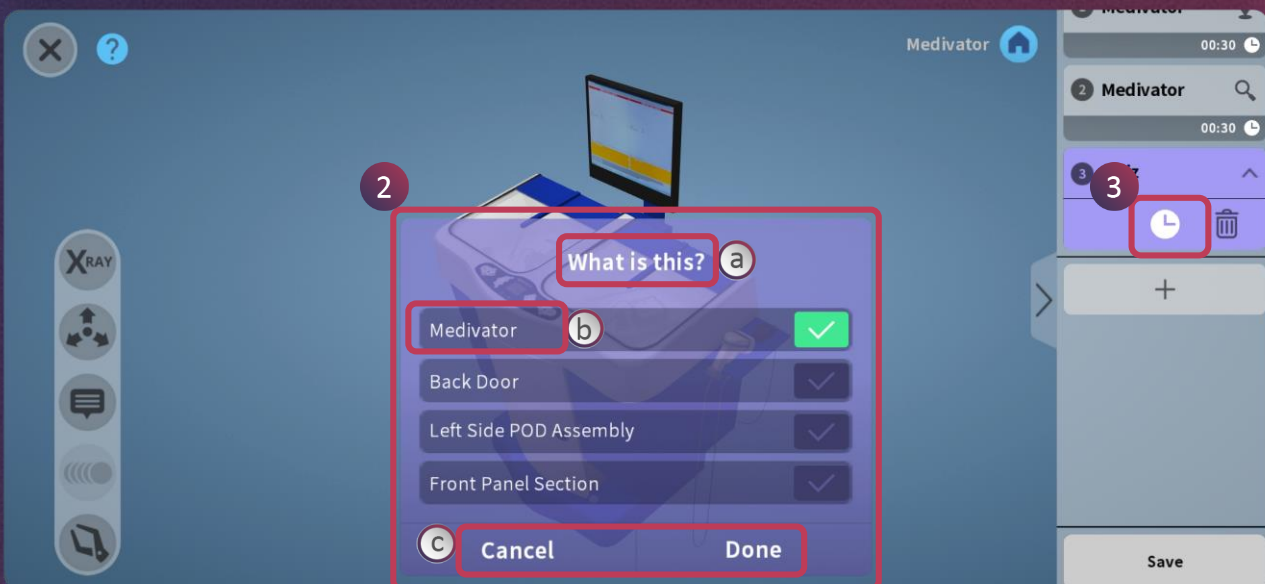 ?
Medivator
00:30
2 Medivator
00:30
3
2
3
XRAY
What is this?
a
Medivator
b
Back Door
Left Side POD Assembly
Front Panel Section
c
Cancel
Done
+
Save